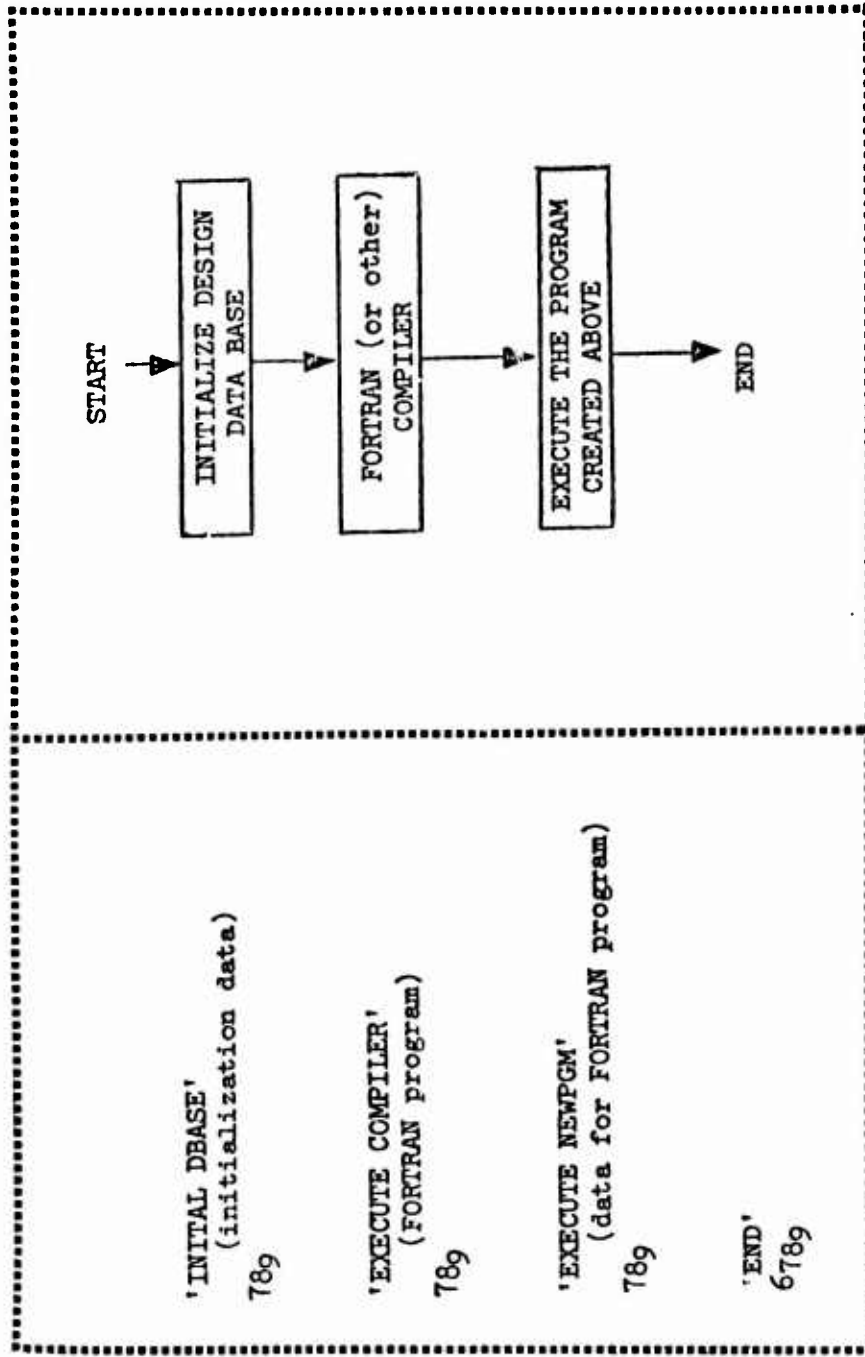 'INITAL DBASE'
(initialization data)
789
'EXECUTE COMPILER'
(FORTRAN program)
789
'EXECUTE NEWPGM'
(data for FORTRAN program)
789
'END'
6789
START
INITIALIZE DESIGN
DATA BASE
FORTRAN (or other)
COMPILER
EXECUTE THE PROGRAM
CREATED ABOVE
END